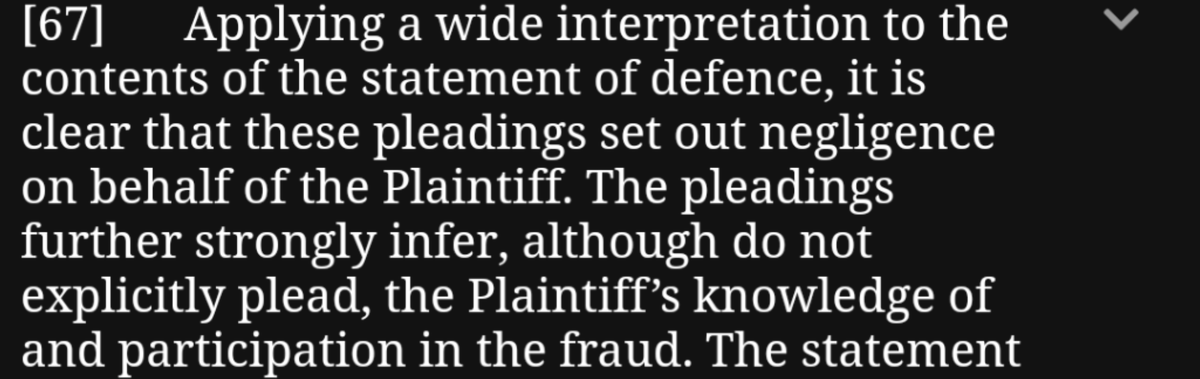 [67] Applying a wide interpretation to the
contents of the statement of defence, it is
clear that these pleadings set out negligence
on behalf of the Plaintiff. The pleadings
further strongly infer, although do not
explicitly plead, the Plaintiff’s knowledge of
and participation in the fraud. The statement